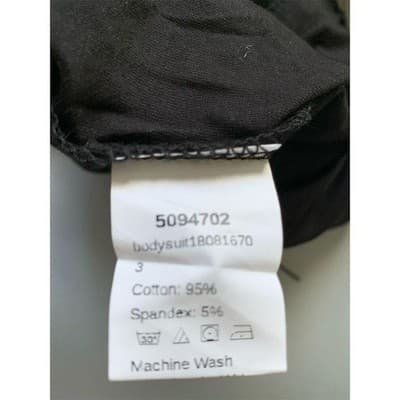 5094702
bodysuit18081670
3
Cotton: 95%
Spandex: 5%
30°
Machine Wash